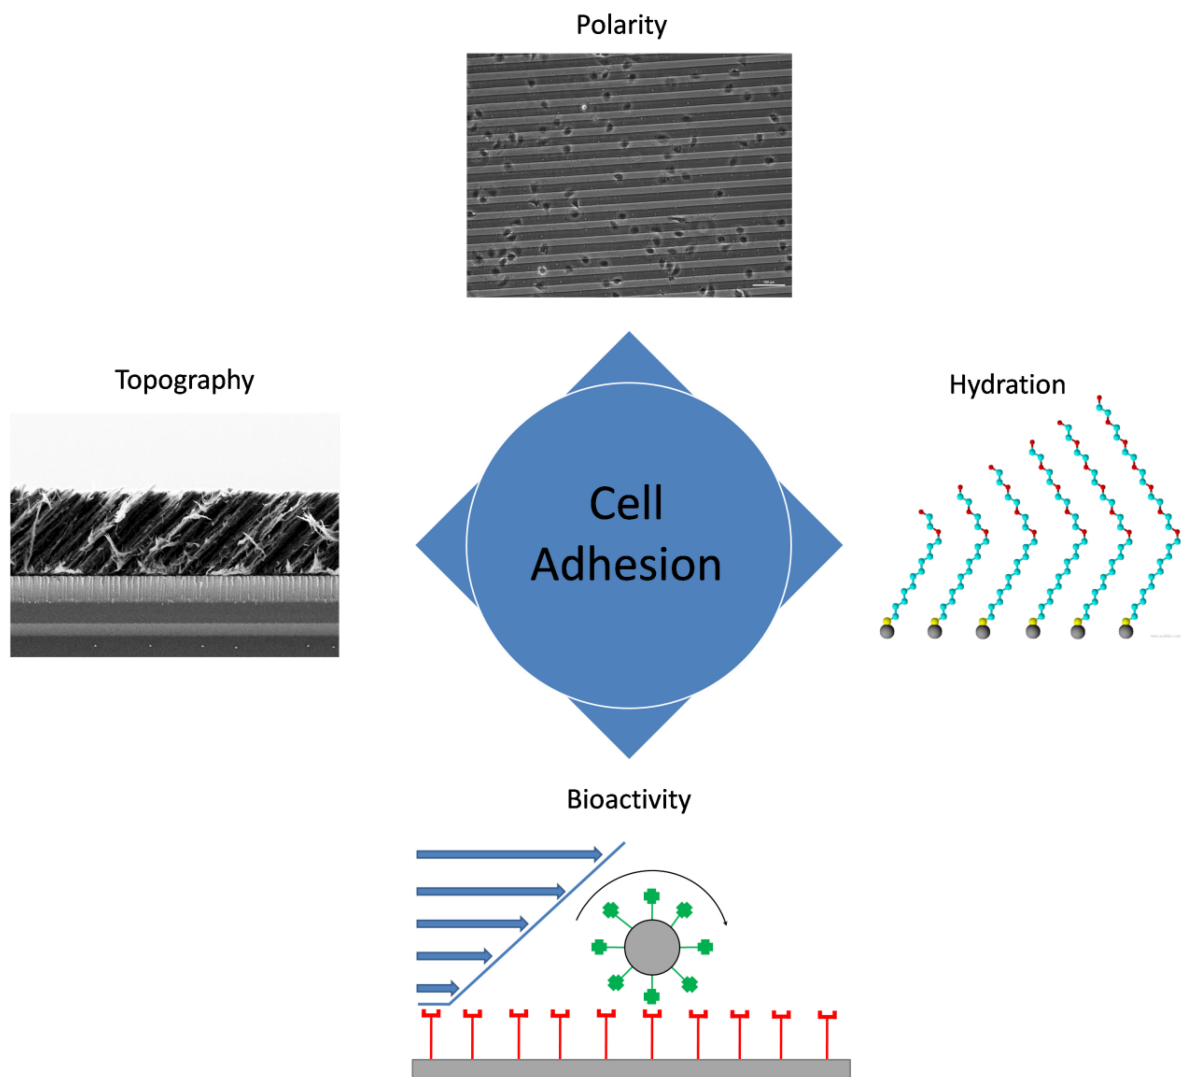 Polarity
Topography
Hydration
Cell
Adhesion
Bioactivity